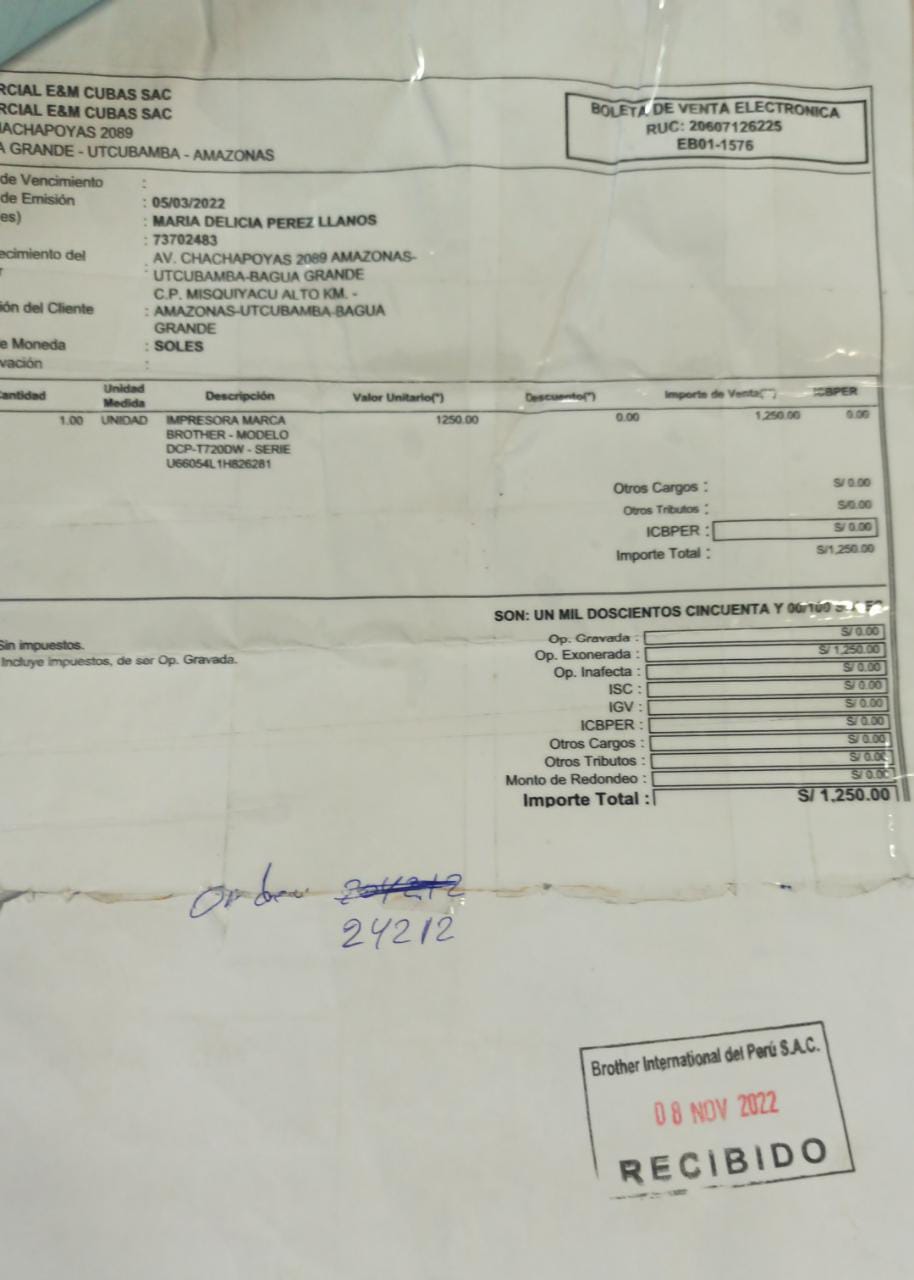 RCIAL E&M CUBAS SAC
RCIAL E&M CUBAS SAC
HACHAPOYAS 2089
A GRANDE - UTCUBAMBA - AMAZONAS
BOLETA DE VENTA ELECTRONICA
RUC: 20607126225
EB01-1576
de Vencimiento :
de Emisión : 05/03/2022
es) : MARIA DELICIA PEREZ LLANOS
: 73702483
ecimiento del : AV. CHACHAPOYAS 2089 AMAZONAS-
r UTCUBAMBA-BAGUA GRANDE
C.P. MISQUIYACU ALTO KM. -
ión del Cliente : AMAZONAS-UTCUBAMBA-BAGUA
GRANDE
e Moneda : SOLES
vación :
Cantidad Unidad Medida Descripción Valor Unitario(*) Descuento(*) Importe de Venta(**) ICBPER
1.00 UNIDAD IMPRESORA MARCA 1250.00 0.00 1,250.00 0.00
BROTHER - MODELO
DCP-T720DW - SERIE
U66054L1H826281
Otros Cargos : S/ 0.00
Otros Tributos : S/0.00
ICBPER : S/ 0.00
Importe Total : S/1,250.00
SON: UN MIL DOSCIENTOS CINCUENTA Y 00/100
Sin impuestos.
Incluye impuestos, de ser Op. Gravada.
Op. Gravada : S/ 0.00
Op. Exonerada : S/ 1,250.00
Op. Inafecta : S/ 0.00
ISC : S/ 0.00
IGV : S/ 0.00
ICBPER : S/ 0.00
Otros Cargos : S/ 0.00
Otros Tributos : S/ 0.00
Monto de Redondeo : S/ 0.00
Importe Total : S/ 1,250.00
Orden
24212
Brother International del Perú S.A.C.
08 NOV 2022
RECIBIDO